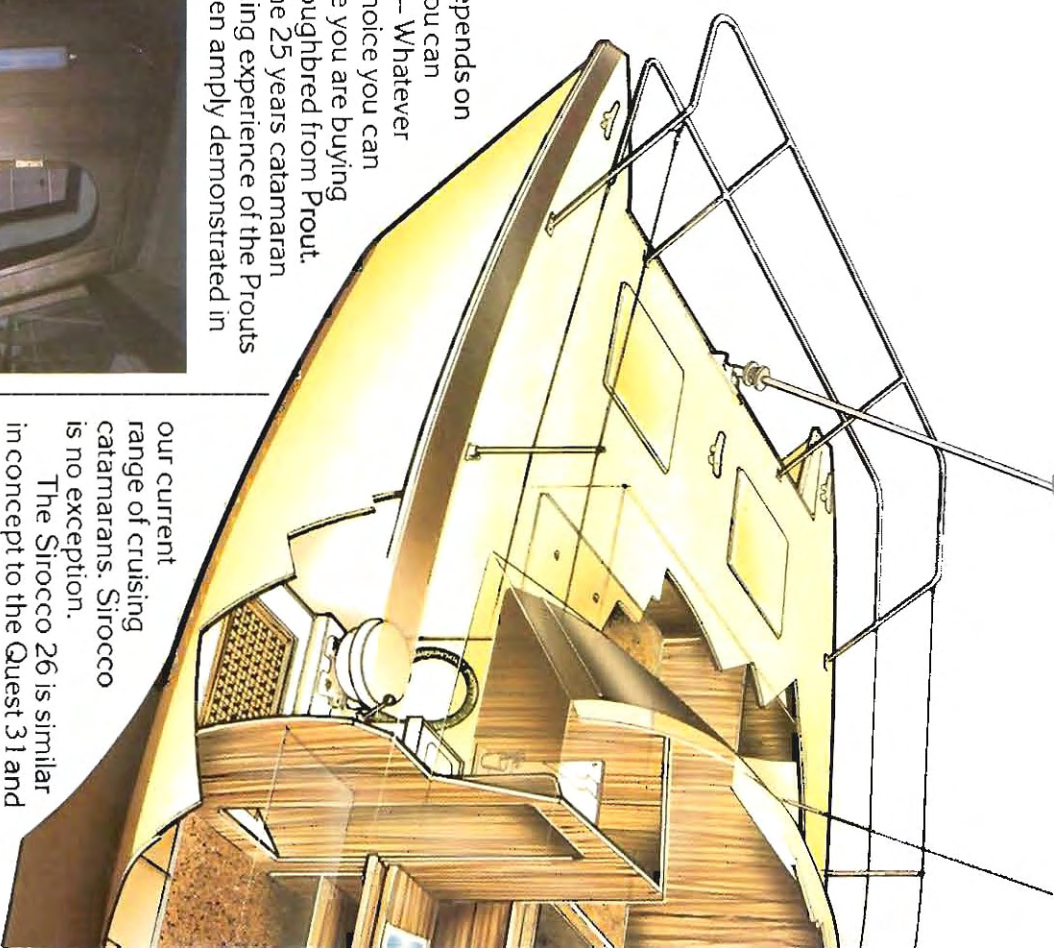 epends on
ou can
– Whatever
hoice you can
e you are buying
oughbred from Prout.
ne 25 years catamaran
ing experience of the Prouts
en amply demonstrated in
our current
range of cruising
catamarans. Sirocco
is no exception.
The Sirocco 26 is similar
in concept to the Quest 31 and